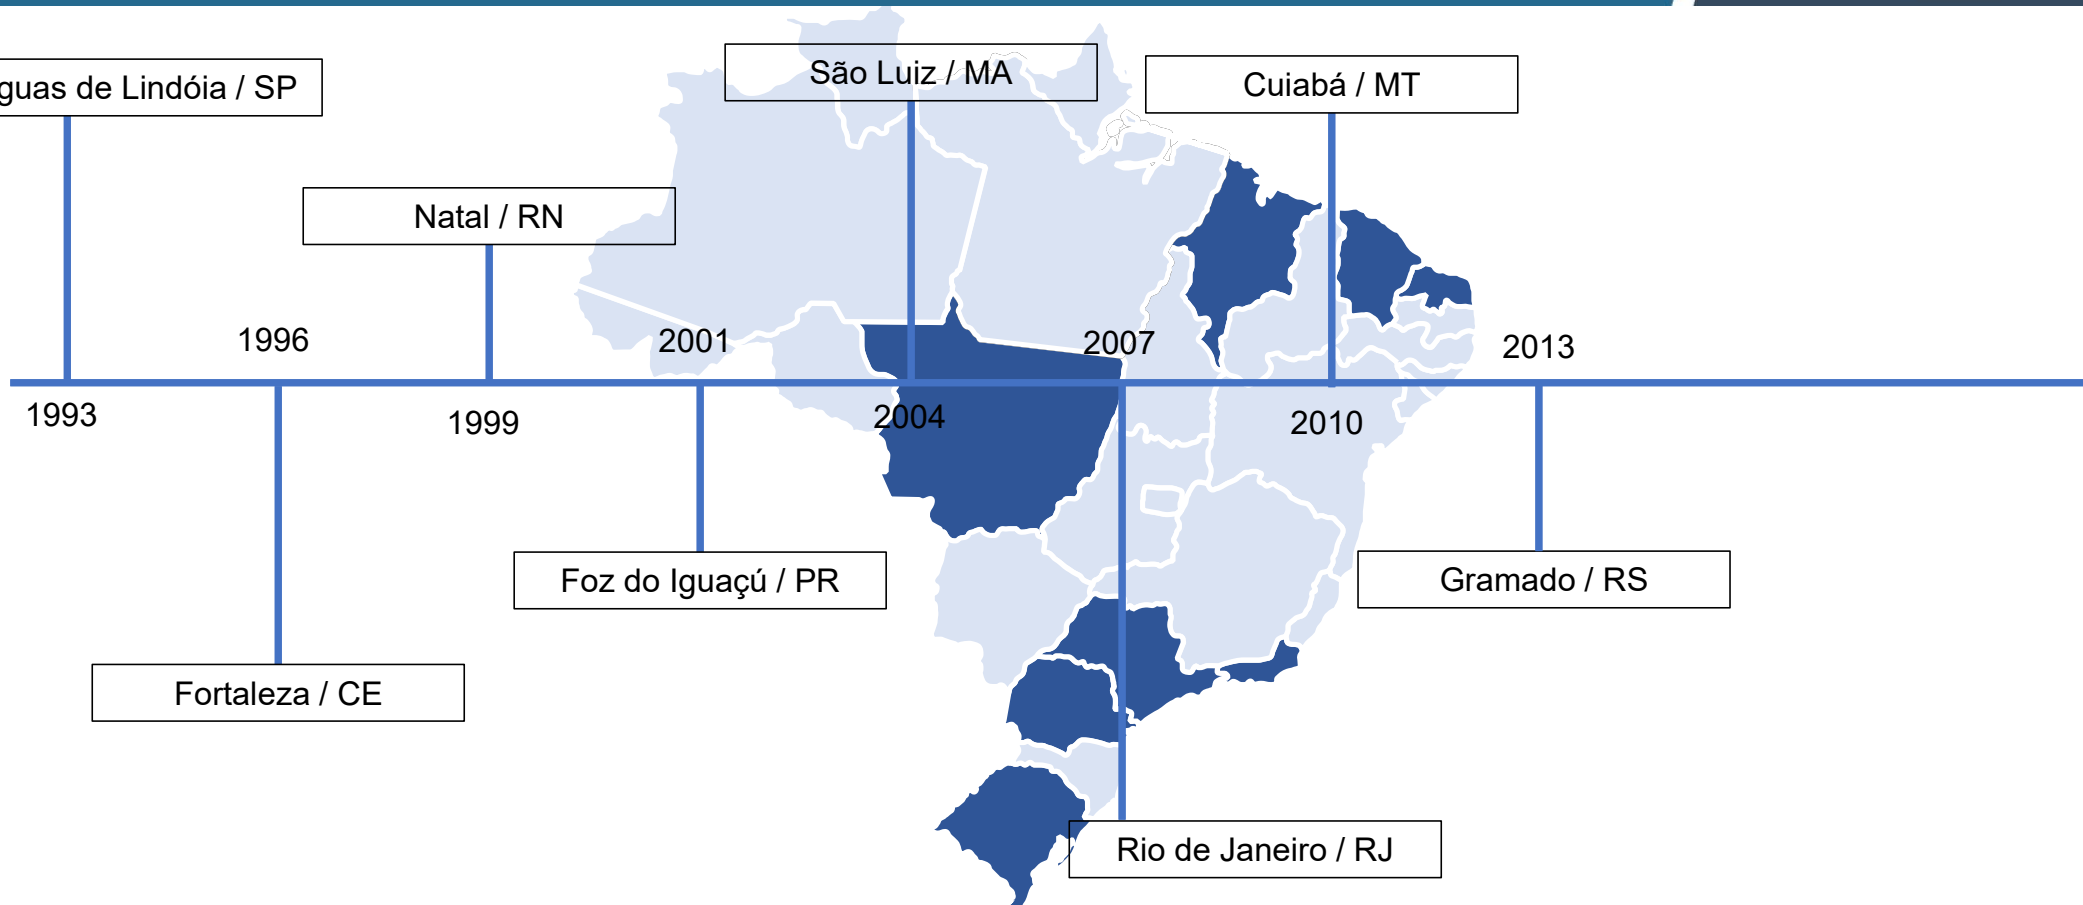 guas de Lindóia / SP
São Luiz / MA
Cuiabá / MT
Natal / RN
1996
2001
2007
2013
1993
1999
2004
2010
Foz do Iguaçú / PR
Gramado / RS
Fortaleza / CE
Rio de Janeiro / RJ